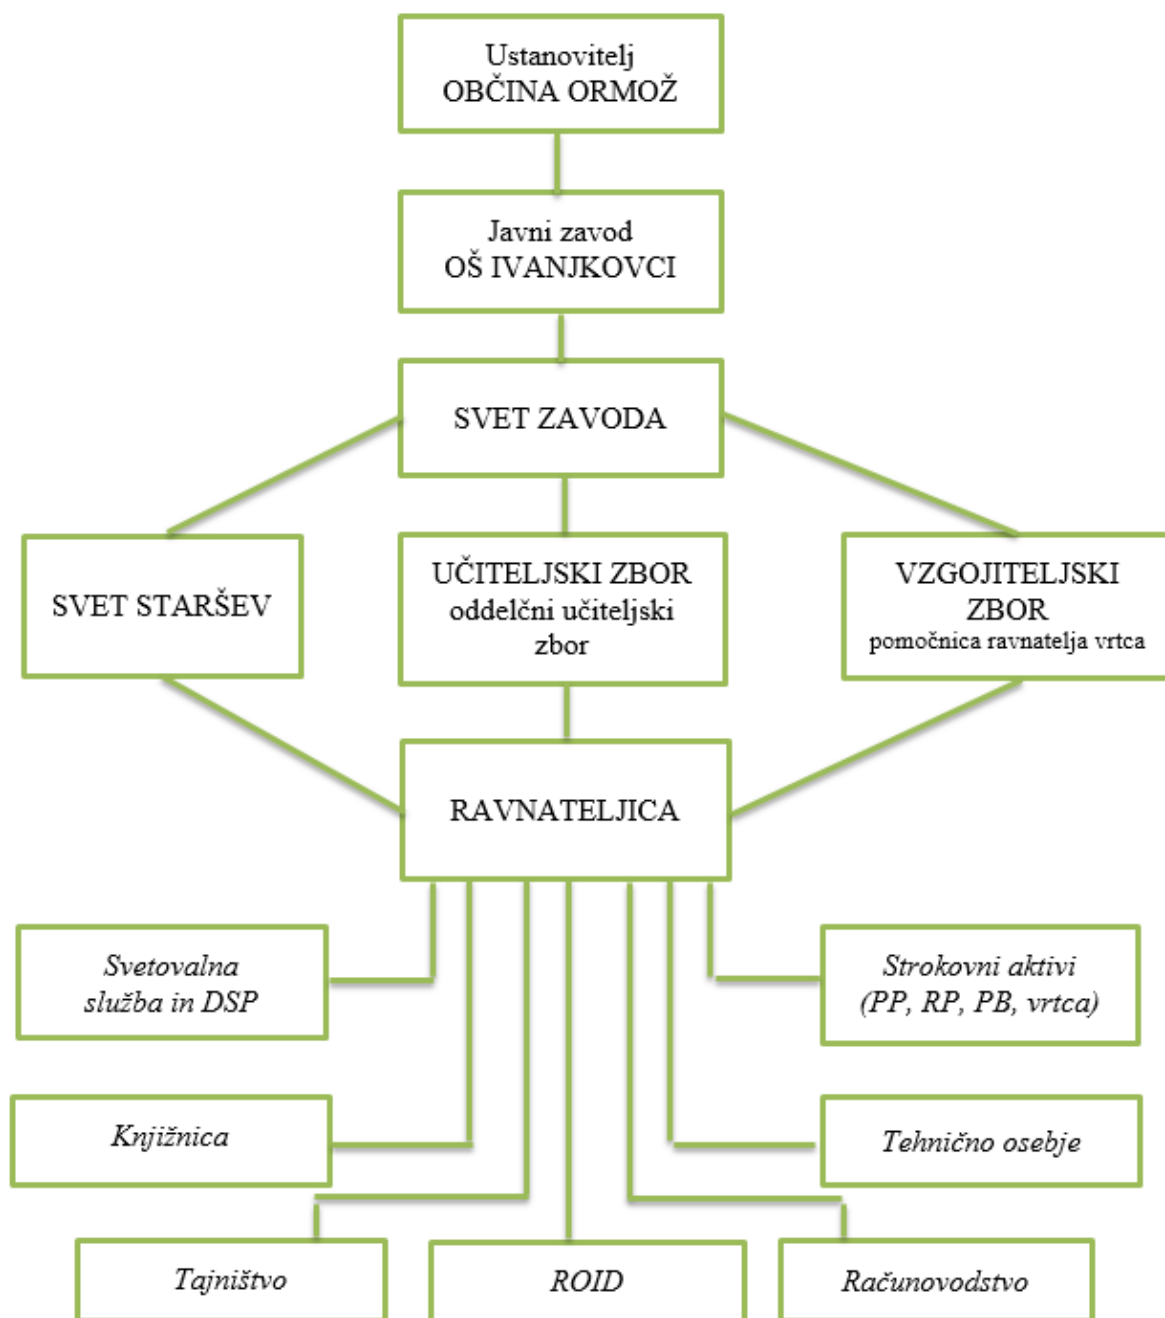 Ustanovitelj
OBČINA ORMOŽ
Javni zavod
OŠ IVANJKOVCI
SVET ZAVODA
SVET STARŠEV
UČITELJSKI ZBOR
oddelčni učiteljski
zbor
VZGOJITELJSKI
ZBOR
pomočnica ravnatelja vrtca
RAVNATELJICA
Svetovalna
služba in DSP
Strokovni aktivi
(PP, RP, PB, vrtca)
Knjižnica
Tehnično osebje
Tajništvo
ROID
Računovodstvo